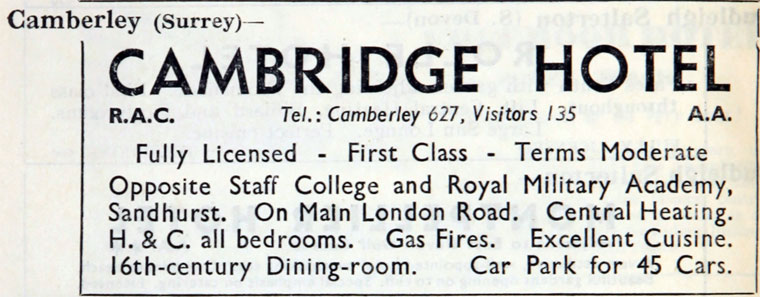 Camberley (Surrey)—
CAMBRIDGE HOTEL
R.A.C. Tel.: Camberley 627, Visitors 135 A.A.
Fully Licensed - First Class - Terms Moderate
Opposite Staff College and Royal Military Academy,
Sandhurst. On Main London Road. Central Heating.
H. & C. all bedrooms. Gas Fires. Excellent Cuisine.
16th-century Dining-room. Car Park for 45 Cars.